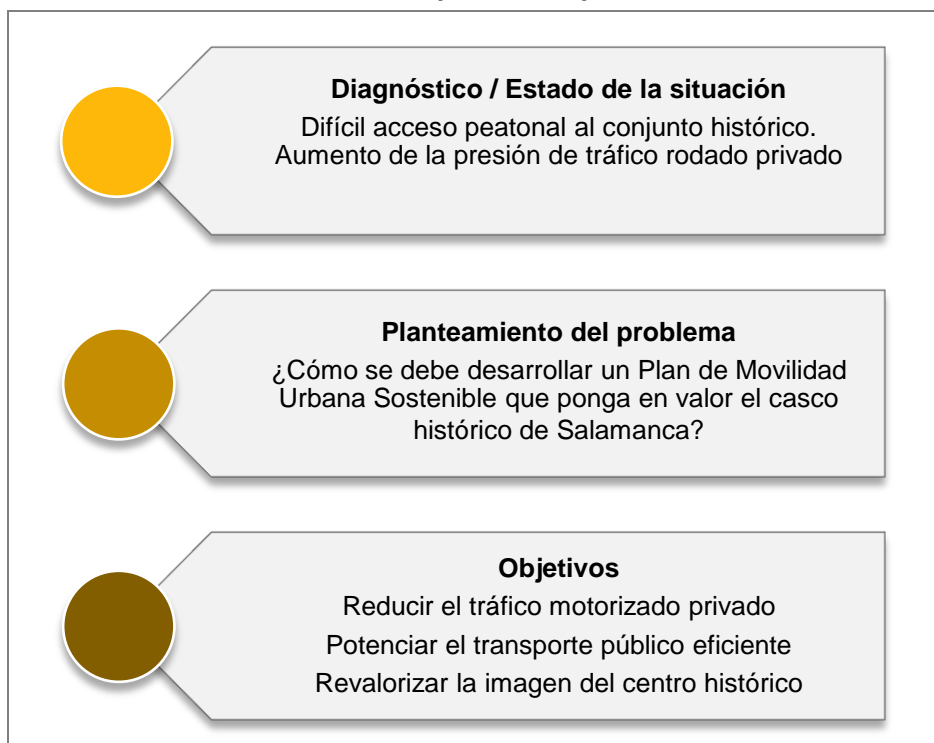 Diagnóstico / Estado de la situación
Difícil acceso peatonal al conjunto histórico.
Aumento de la presión de tráfico rodado privado
Planteamiento del problema
¿Cómo se debe desarrollar un Plan de Movilidad
Urbana Sostenible que ponga en valor el casco
histórico de Salamanca?
Objetivos
Reducir el tráfico motorizado privado
Potenciar el transporte público eficiente
Revalorizar la imagen del centro histórico